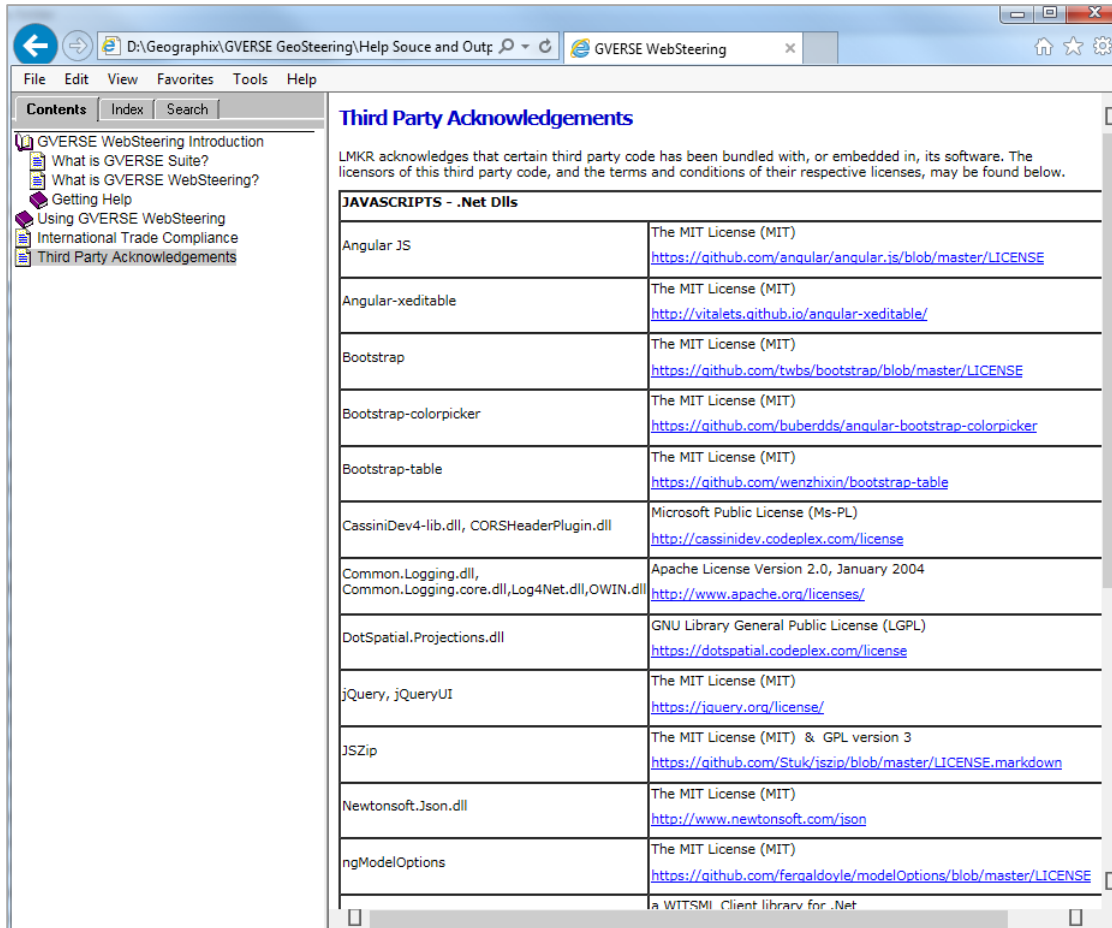 D:\Geographix\GVERSE GeoSteering\Help Souce and Outp
GVERSE WebSteering
File Edit View Favorites Tools Help
Contents Index Search
GVERSE WebSteering Introduction
What is GVERSE Suite?
What is GVERSE WebSteering?
Getting Help
Using GVERSE WebSteering
International Trade Compliance
Third Party Acknowledgements
Third Party Acknowledgements
LMKR acknowledges that certain third party code has been bundled with, or embedded in, its software. The
licensors of this third party code, and the terms and conditions of their respective licenses, may be found below.
JAVASCRIPTS - .Net Dlls
Angular JS
The MIT License (MIT)
https://github.com/angular/angular.js/blob/master/LICENSE
Angular-xeditable
The MIT License (MIT)
http://vitalets.github.io/angular-xeditable/
Bootstrap
The MIT License (MIT)
https://github.com/twbs/bootstrap/blob/master/LICENSE
Bootstrap-colorpicker
The MIT License (MIT)
https://github.com/buberdds/angular-bootstrap-colorpicker
Bootstrap-table
The MIT License (MIT)
https://github.com/wenzhixin/bootstrap-table
CassiniDev4-lib.dll, CORSHeaderPlugin.dll
Microsoft Public License (Ms-PL)
http://cassinidev.codeplex.com/license
Common.Logging.dll,
Common.Logging.core.dll,Log4Net.dll,OWIN.dll
Apache License Version 2.0, January 2004
http://www.apache.org/licenses/
DotSpatial.Projections.dll
GNU Library General Public License (LGPL)
https://dotspatial.codeplex.com/license
jQuery, jQueryUI
The MIT License (MIT)
https://jquery.org/license/
JSZip
The MIT License (MIT) & GPL version 3
https://github.com/Stuk/jszip/blob/master/LICENSE.markdown
Newtonsoft.Json.dll
The MIT License (MIT)
http://www.newtonsoft.com/json
ngModelOptions
The MIT License (MIT)
https://github.com/fergaldoyle/modelOptions/blob/master/LICENSE
a WITSML Client library for .Net